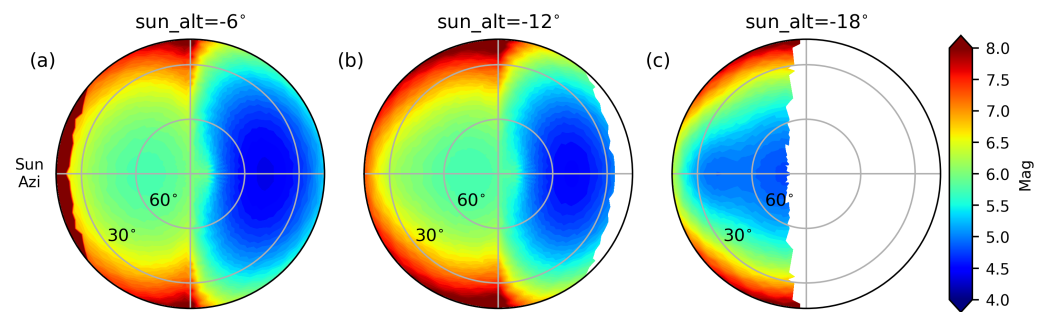 sun_alt=-6°
sun_alt=-12°
sun_alt=-18°
(a)
(b)
(c)
Sun
Azi
60°
30°
60°
30°
60°
30°
8.0
7.5
7.0
6.5
6.0
5.5
5.0
4.5
4.0
Mag